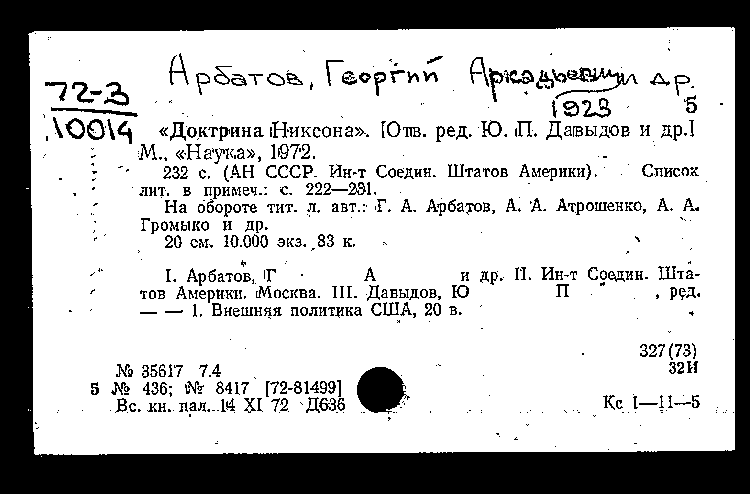 Арбатов, Георгий Аркадьевич и др.
72-3
10014
1923
5
«Доктрина Никсона». [Отв. ред. Ю. П. Давыдов и др.]
М., «Наука», 1972.
232 с. (АН СССР. Ин-т Соедин. Штатов Америки). Список
лит. в примеч.: с. 222—231.
На обороте тит. л. авт.: Г. А. Арбатов, А. А. Атрошенко, А. А.
Громыко и др.
20 см. 10.000 экз. 83 к.
I. Арбатов, Г А и др. II. Ин-т Соедин. Шта-
тов Америки. Москва. III. Давыдов, Ю П , ред.
— — 1. Внешняя политика США, 20 в.
327(73)
№ 35617 7.4 32И
5 № 436; № 8417 [72-81499]
Вс. кн. пал. 14 XI 72 Д636 Кс I—11—5